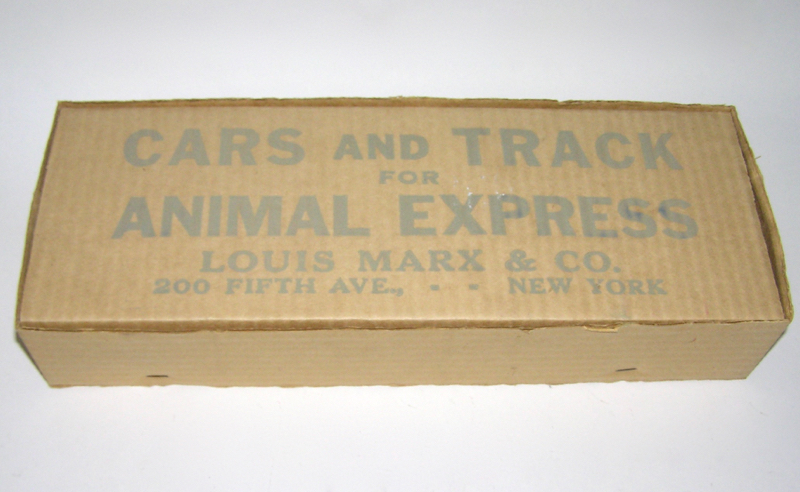 CARS AND TRACK
FOR
ANIMAL EXPRESS
LOUIS MARX & CO.
200 FIFTH AVE., - - NEW YORK